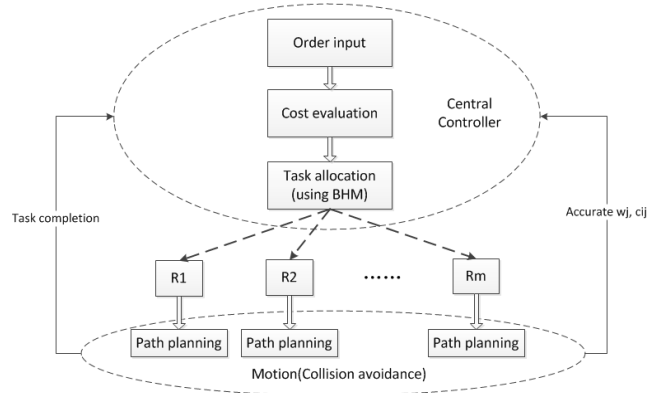 Order input
Cost evaluation
Central
Controller
Task allocation
(using BHM)
Task completion
Accurate wj, cij
R1
R2
......
Rm
Path planning
Path planning
Path planning
Motion(Collision avoidance)